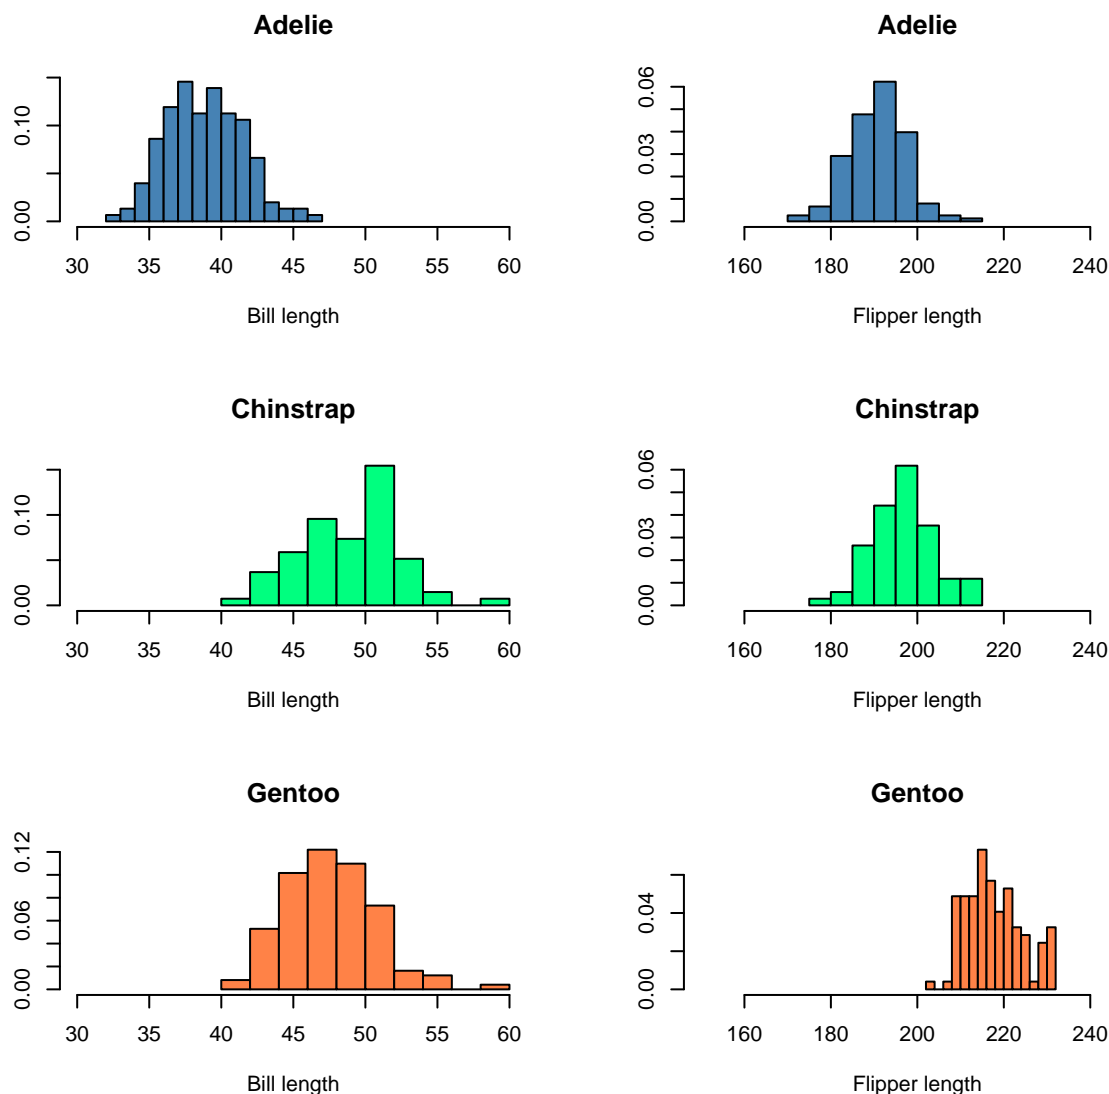 Adelie
0.00 0.10
30 35 40 45 50 55 60
Bill length
Adelie
0.00 0.03 0.06
160 180 200 220 240
Flipper length
Chinstrap
0.00 0.10
30 35 40 45 50 55 60
Bill length
Chinstrap
0.00 0.03 0.06
160 180 200 220 240
Flipper length
Gentoo
0.00 0.06 0.12
30 35 40 45 50 55 60
Bill length
Gentoo
0.00 0.04
160 180 200 220 240
Flipper length